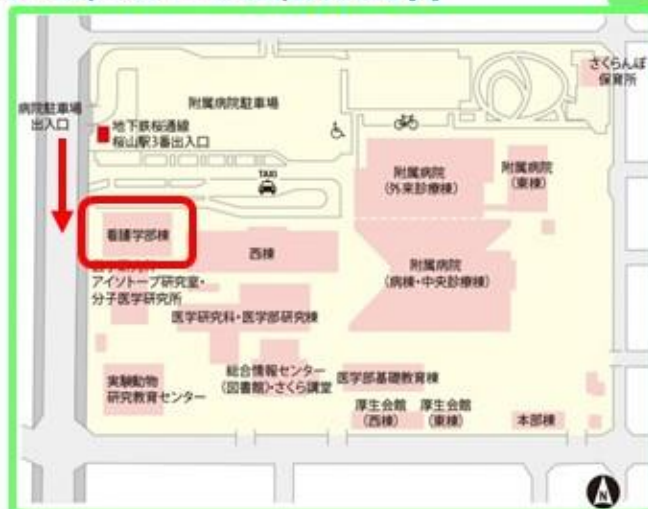 さくらんぼ
保育所
病院駐車場
出入口
附属病院駐車場
地下鉄桜通線
桜山駅3番出入口
TAXI
附属病院
(外来診療棟)
附属病院
(東棟)
看護学部棟
西棟
附属病院
(病棟・中央診療棟)
アイソトープ研究室・
分子医学研究所
医学研究科・医学部研究棟
実験動物
研究教育センター
総合情報センター
(図書館)・さくら講堂
医学部基礎教育棟
厚生会館
(西棟)
厚生会館
(東棟)
本部棟
N